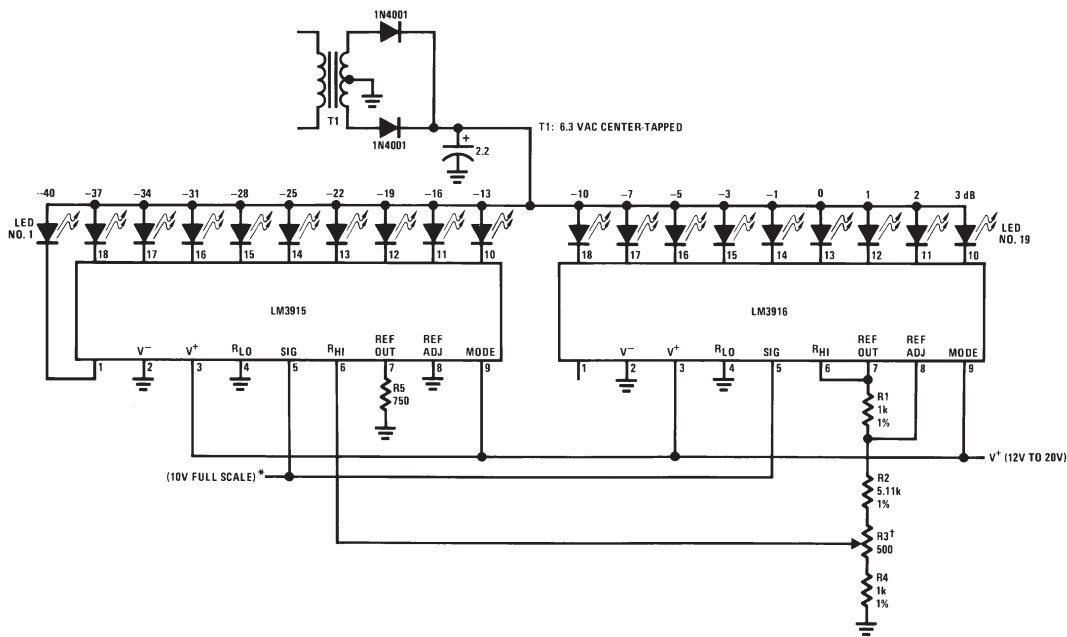 1N4001
T1
1N4001
T1: 6.3 VAC CENTER-TAPPED
+
2.2
−40 −37 −34 −31 −28 −25 −22 −19 −16 −13 −10 −7 −5 −3 −1 0 1 2 3 dB
LED NO. 1
LED NO. 19
18 17 16 15 14 13 12 11 10 18 17 16 15 14 13 12 11 10
LM3915
LM3916
V− V+ RLO SIG RHI REF OUT REF ADJ MODE
V− V+ RLO SIG RHI REF OUT REF ADJ MODE
1 2 3 4 5 6 7 8 9
1 2 3 4 5 6 7 8 9
R5
750
R1
1k
1%
V+ (12V TO 20V)
(10V FULL SCALE)*
R2
5.11k
1%
R3†
500
R4
1k
1%